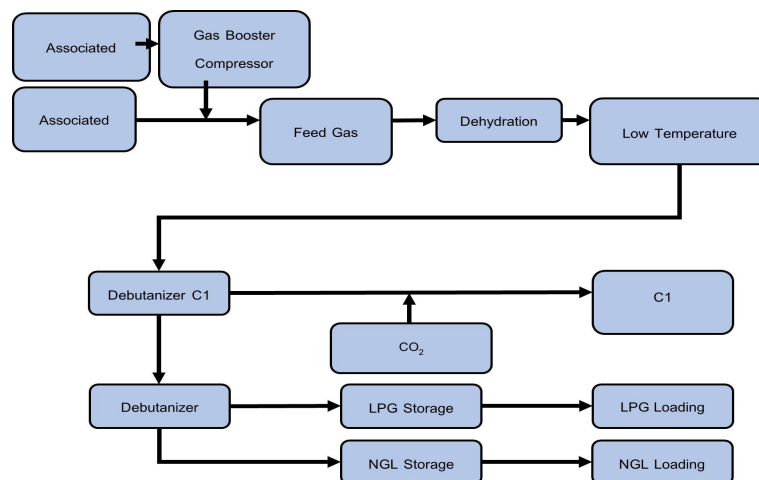 Associated
Gas Booster
Compressor
Associated
Feed Gas
Dehydration
Low Temperature
Debutanizer C1
C1
CO₂
Debutanizer
LPG Storage
LPG Loading
NGL Storage
NGL Loading